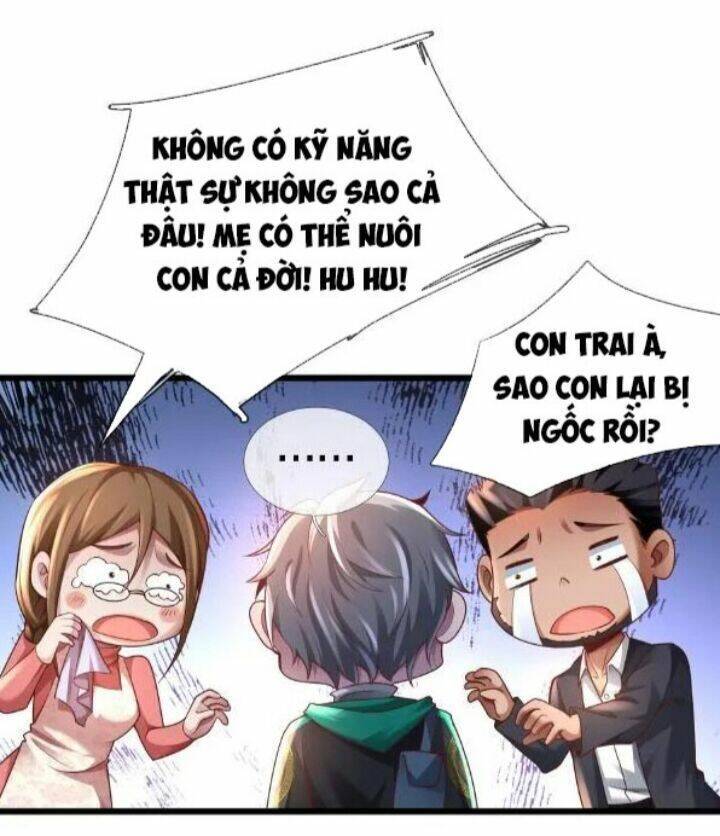 KHÔNG CÓ KỸ NĂNG
THẬT SỰ KHÔNG SAO CẢ
ĐÂU! MẸ CÓ THỂ NUÔI
CON CẢ ĐỜI! HU HU!
CON TRAI À,
SAO CON LẠI BỊ
NGỐC RỒI?
......